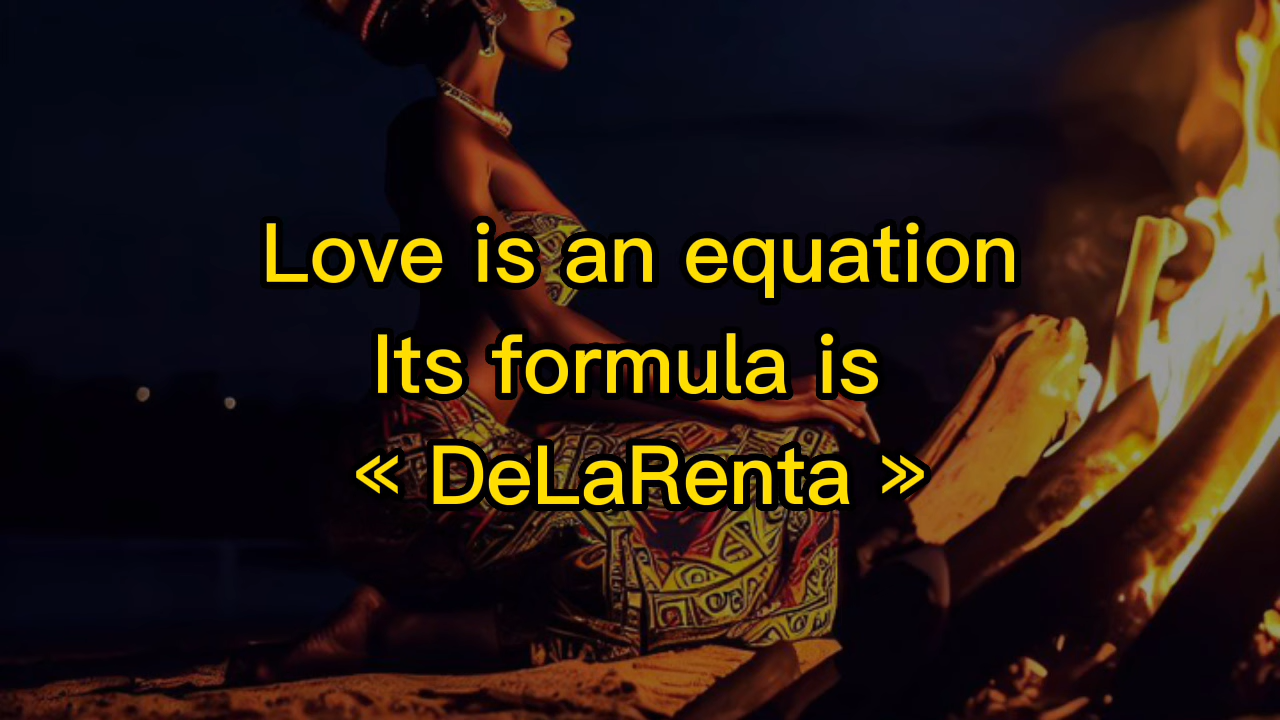 Love is an equation
Its formula is
« DeLaRenta »